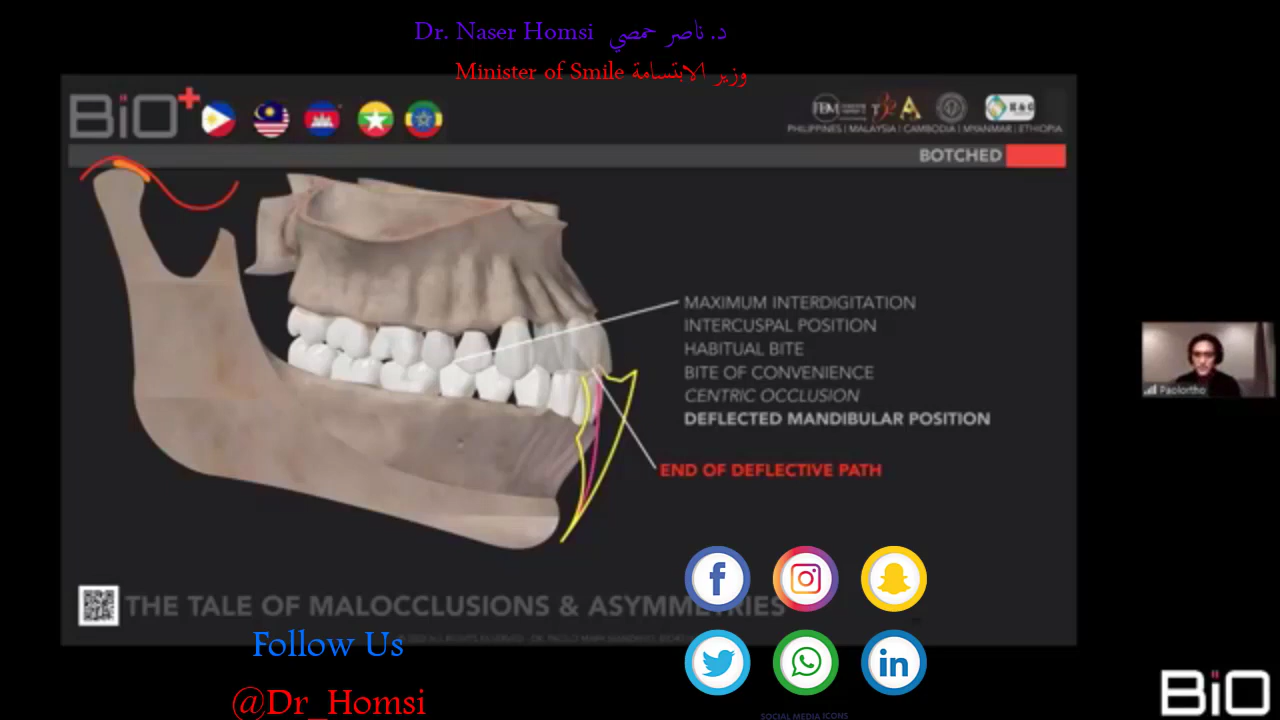 Dr. Naser Homsi د. ناصر حمصي
Minister of Smile وزير الابتسامة
BiO+
PHILIPPINES | MALAYSIA | CAMBODIA | MYANMAR | ETHIOPIA
BOTCHED
MAXIMUM INTERDIGITATION
INTERCUSPAL POSITION
HABITUAL BITE
BITE OF CONVENIENCE
CENTRIC OCCLUSION
DEFLECTED MANDIBULAR POSITION
END OF DEFLECTIVE PATH
Paolortho
THE TALE OF MALOCCLUSIONS & ASYMMETRIES
Follow Us
@Dr_Homsi
SOCIAL MEDIA ICONS
BiO